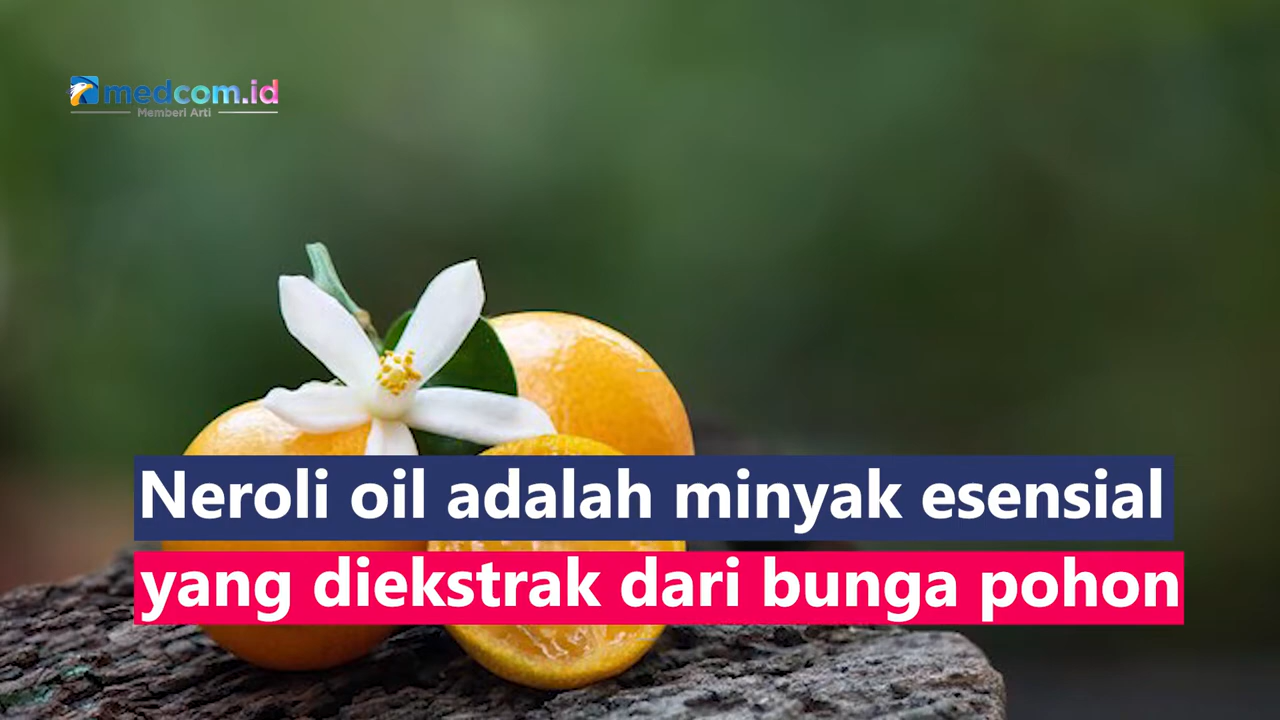 medcom.id
Memberi Arti
Neroli oil adalah minyak esensial
yang diekstrak dari bunga pohon